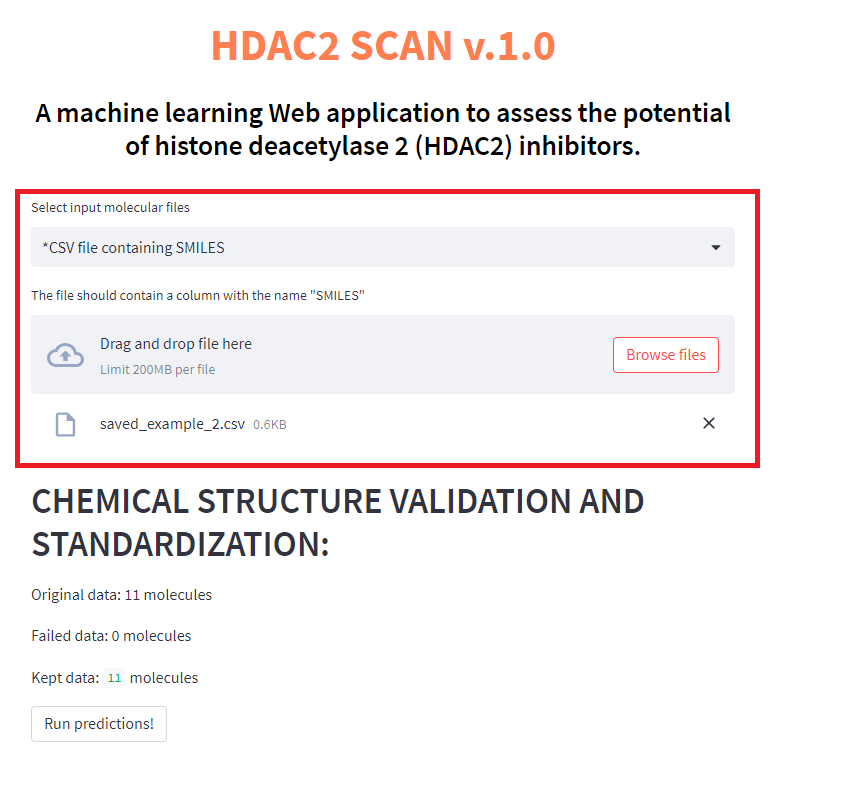 HDAC2 SCAN v.1.0
A machine learning Web application to assess the potential
of histone deacetylase 2 (HDAC2) inhibitors.
Select input molecular files
*CSV file containing SMILES
The file should contain a column with the name "SMILES"
Drag and drop file here
Limit 200MB per file
Browse files
saved_example_2.csv 0.6KB
CHEMICAL STRUCTURE VALIDATION AND
STANDARDIZATION:
Original data: 11 molecules
Failed data: 0 molecules
Kept data: 11 molecules
Run predictions!